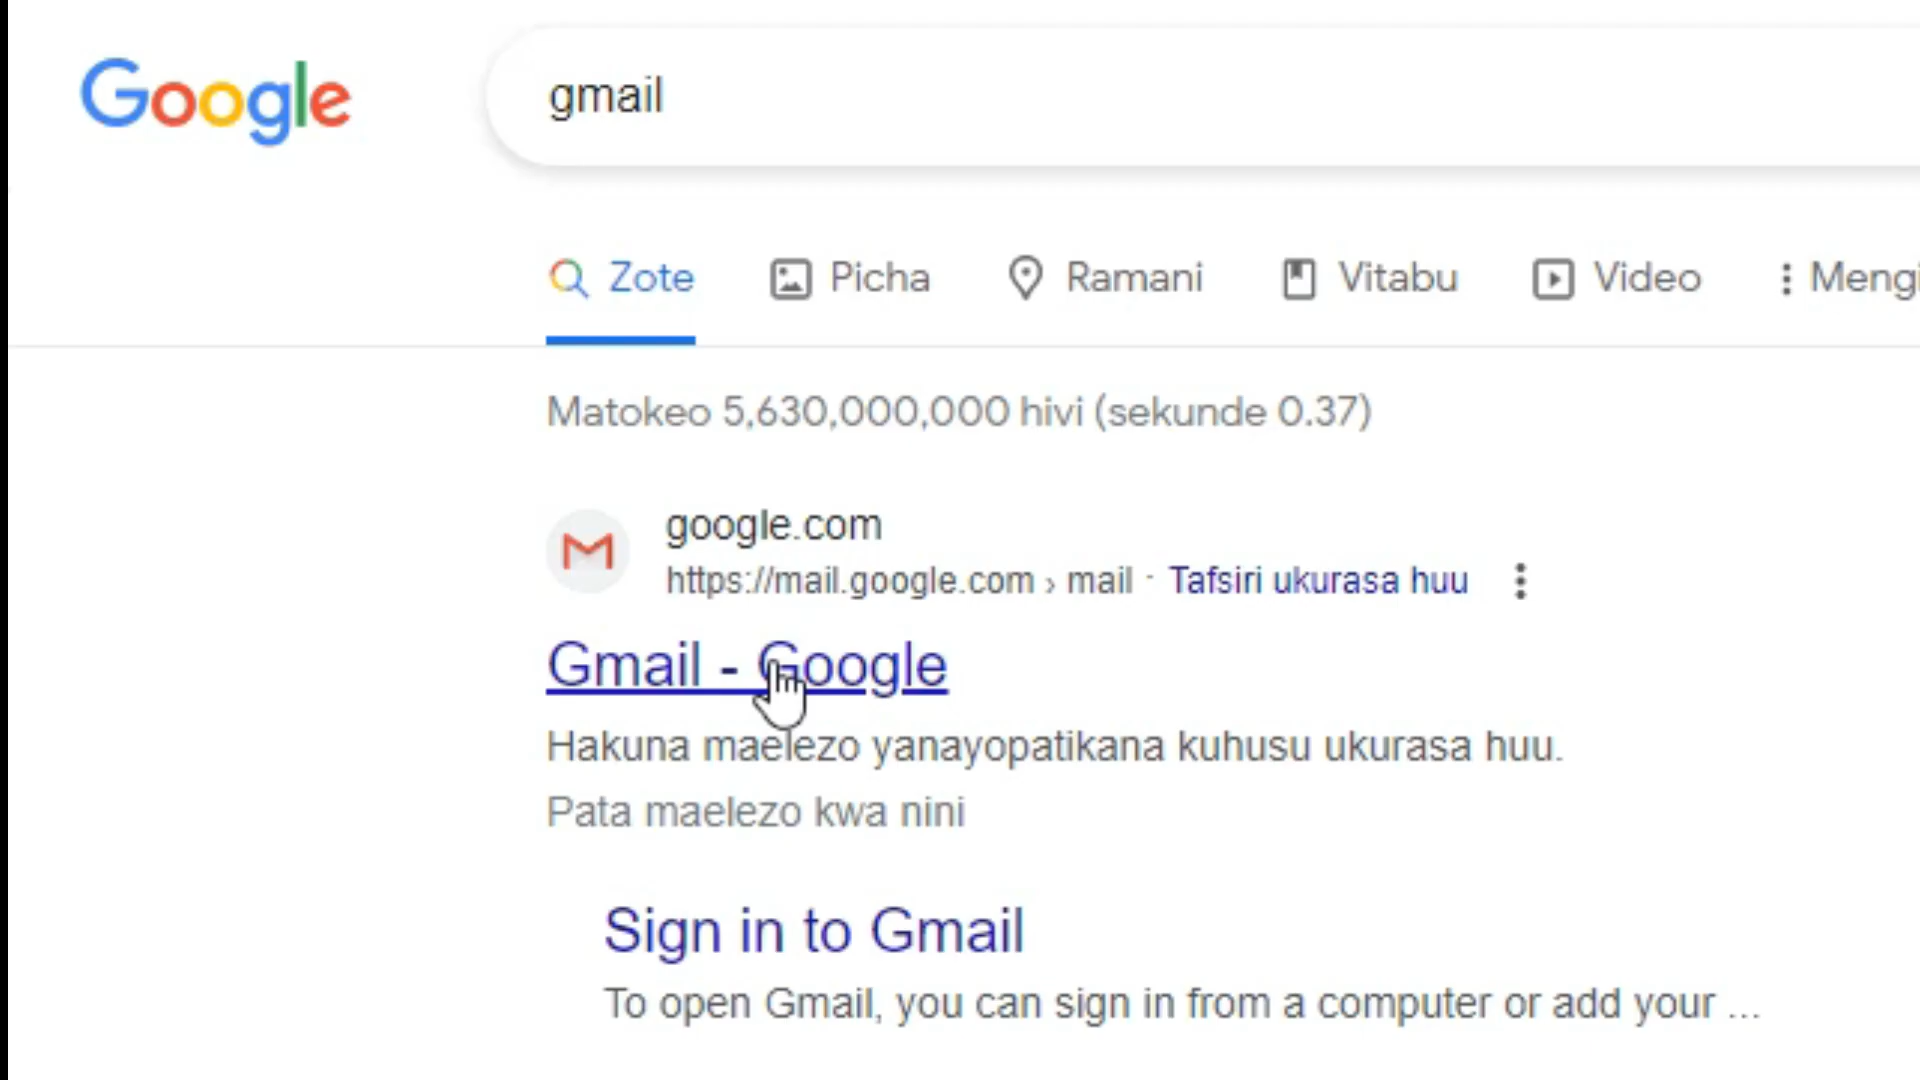 Google
gmail
Zote Picha Ramani Vitabu Video Mengi
Matokeo 5,630,000,000 hivi (sekunde 0.37)
google.com
https://mail.google.com › mail · Tafsiri ukurasa huu
Gmail - Google
Hakuna maelezo yanayopatikana kuhusu ukurasa huu.
Pata maelezo kwa nini
Sign in to Gmail
To open Gmail, you can sign in from a computer or add your ...